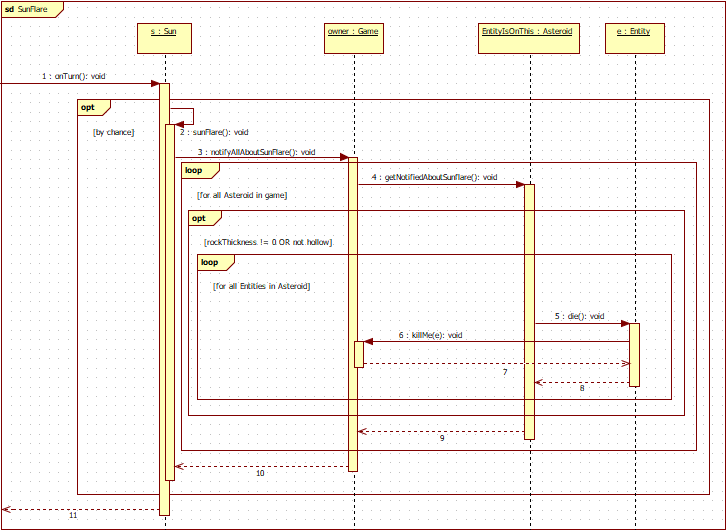 sd SunFlare
s : Sun
owner : Game
EntityIsOnThis : Asteroid
e : Entity
1 : onTurn(): void
opt
[by chance]
2 : sunFlare(): void
3 : notifyAllAboutSunFlare(): void
loop
4 : getNotifiedAboutSunflare(): void
[for all Asteroid in game]
opt
[rockThickness != 0 OR not hollow]
loop
[for all Entities in Asteroid]
5 : die(): void
6 : killMe(e): void
7
8
9
10
11